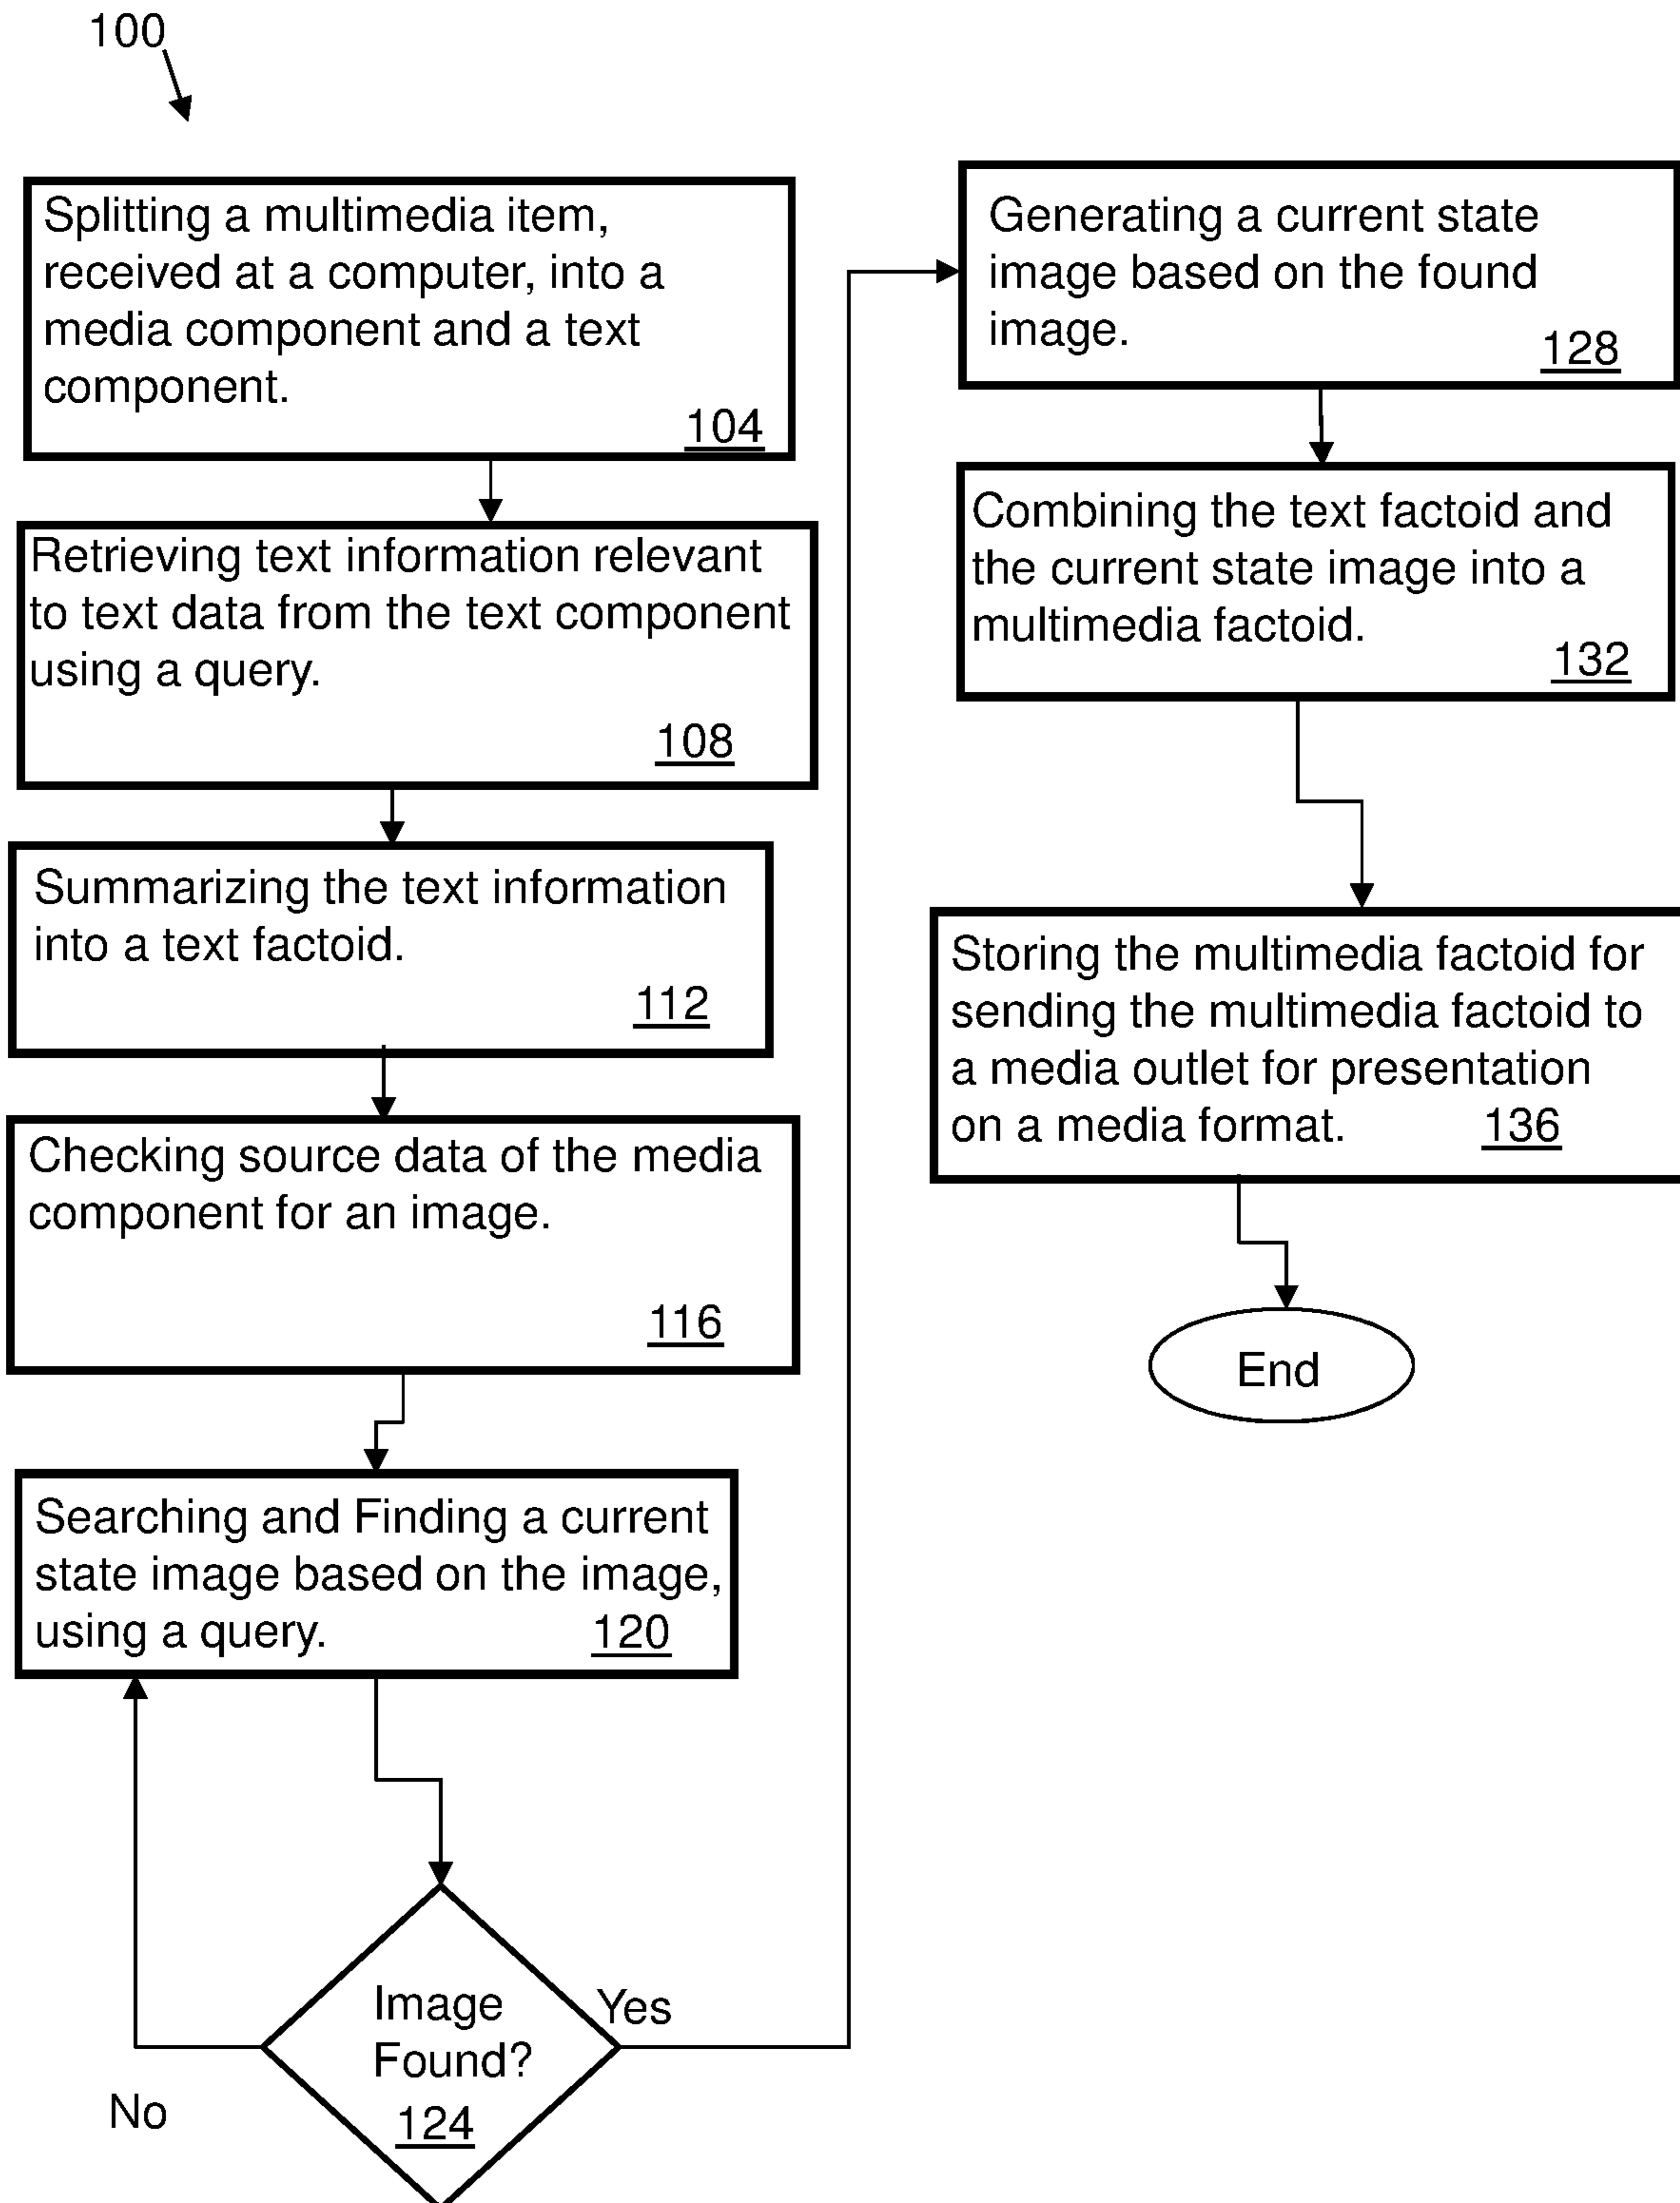 100
Splitting a multimedia item,
received at a computer, into a
media component and a text
component.
104
Retrieving text information relevant
to text data from the text component
using a query.
108
Summarizing the text information
into a text factoid.
112
Checking source data of the media
component for an image.
116
Searching and Finding a current
state image based on the image,
using a query.
120
Image
Found?
124
Yes
No
Generating a current state
image based on the found
image.
128
Combining the text factoid and
the current state image into a
multimedia factoid.
132
Storing the multimedia factoid for
sending the multimedia factoid to
a media outlet for presentation
on a media format.
136
End